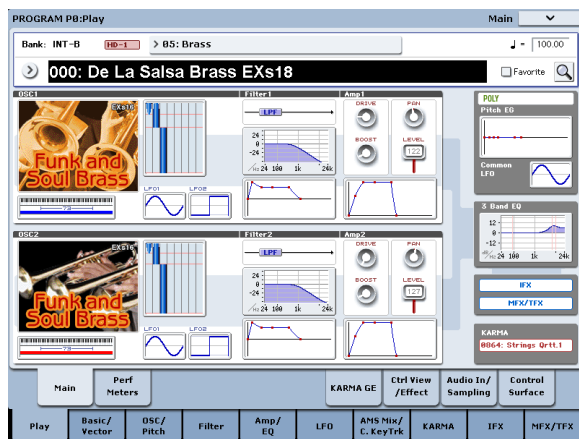 PROGRAM P0:Play
Main
Bank: INT-B
HD-1
> 05: Brass
♩ = 100.00
000: De La Salsa Brass EXs18
Favorite
OSC1
Filter1
Amp1
EXs16
Funk and
Soul Brass
LPF
DRIVE
PAN
BOOST
LEVEL
122
24
0
-24
Hz 24 100 1k 24k
73
LFO1
LFO2
POLY
Pitch EG
Common
LFO
OSC2
Filter2
Amp2
EXs16
Funk and
Soul Brass
LPF
DRIVE
PAN
BOOST
LEVEL
127
24
0
-24
Hz 24 100 1k 24k
73
LFO1
LFO2
3 Band EQ
12
0
-12
Hz 24 100 1k 24k
IFX
MFX/TFX
KARMA
0864: Strings Qrtt.1
Main
Perf
Meters
KARMA GE
Ctrl View
/Effect
Audio In/
Sampling
Control
Surface
Play
Basic/
Vector
OSC/
Pitch
Filter
Amp/
EQ
LFO
AMS Mix/
C. KeyTrk
KARMA
IFX
MFX/TFX